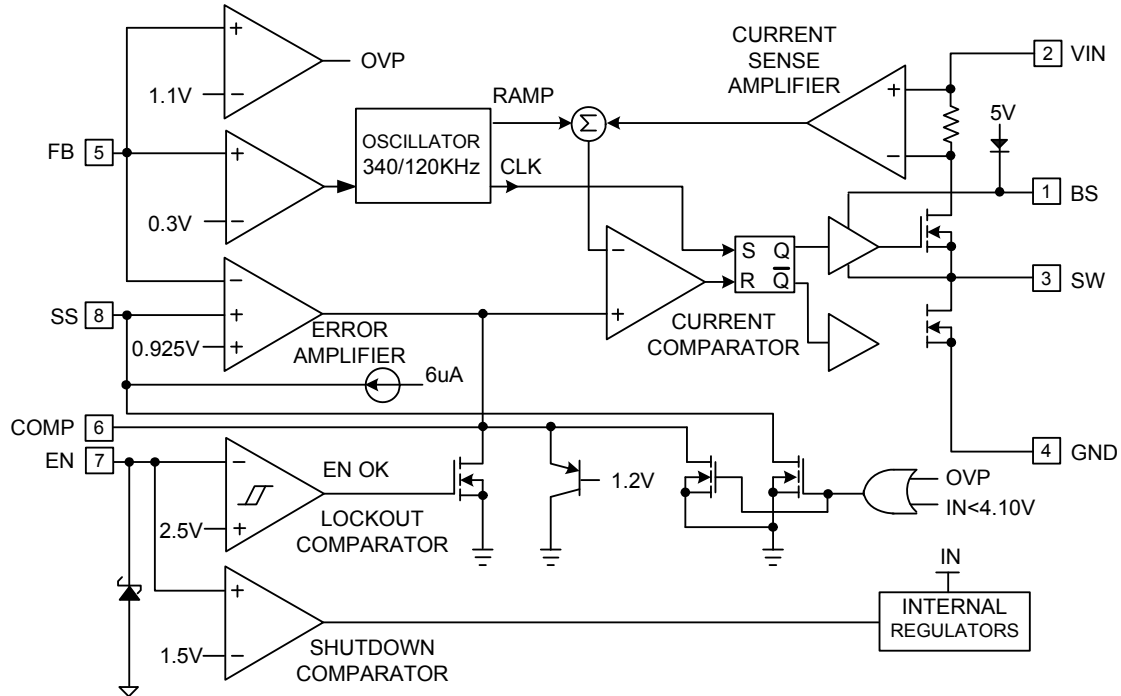 CURRENT
SENSE
AMPLIFIER
+
−
OVP
1.1V
−
+
−
2
VIN
RAMP
Σ
5V
FB
5
+
0.3V
−
OSCILLATOR
340/120KHz
CLK
1
BS
−
+
S Q
R Q̅
3
SW
SS
8
−
+
0.925V
+
ERROR
AMPLIFIER
CURRENT
COMPARATOR
6uA
COMP
6
EN
7
4
GND
−
2.5V
+
EN OK
LOCKOUT
COMPARATOR
1.2V
OVP
IN<4.10V
+
1.5V
−
SHUTDOWN
COMPARATOR
IN
INTERNAL
REGULATORS